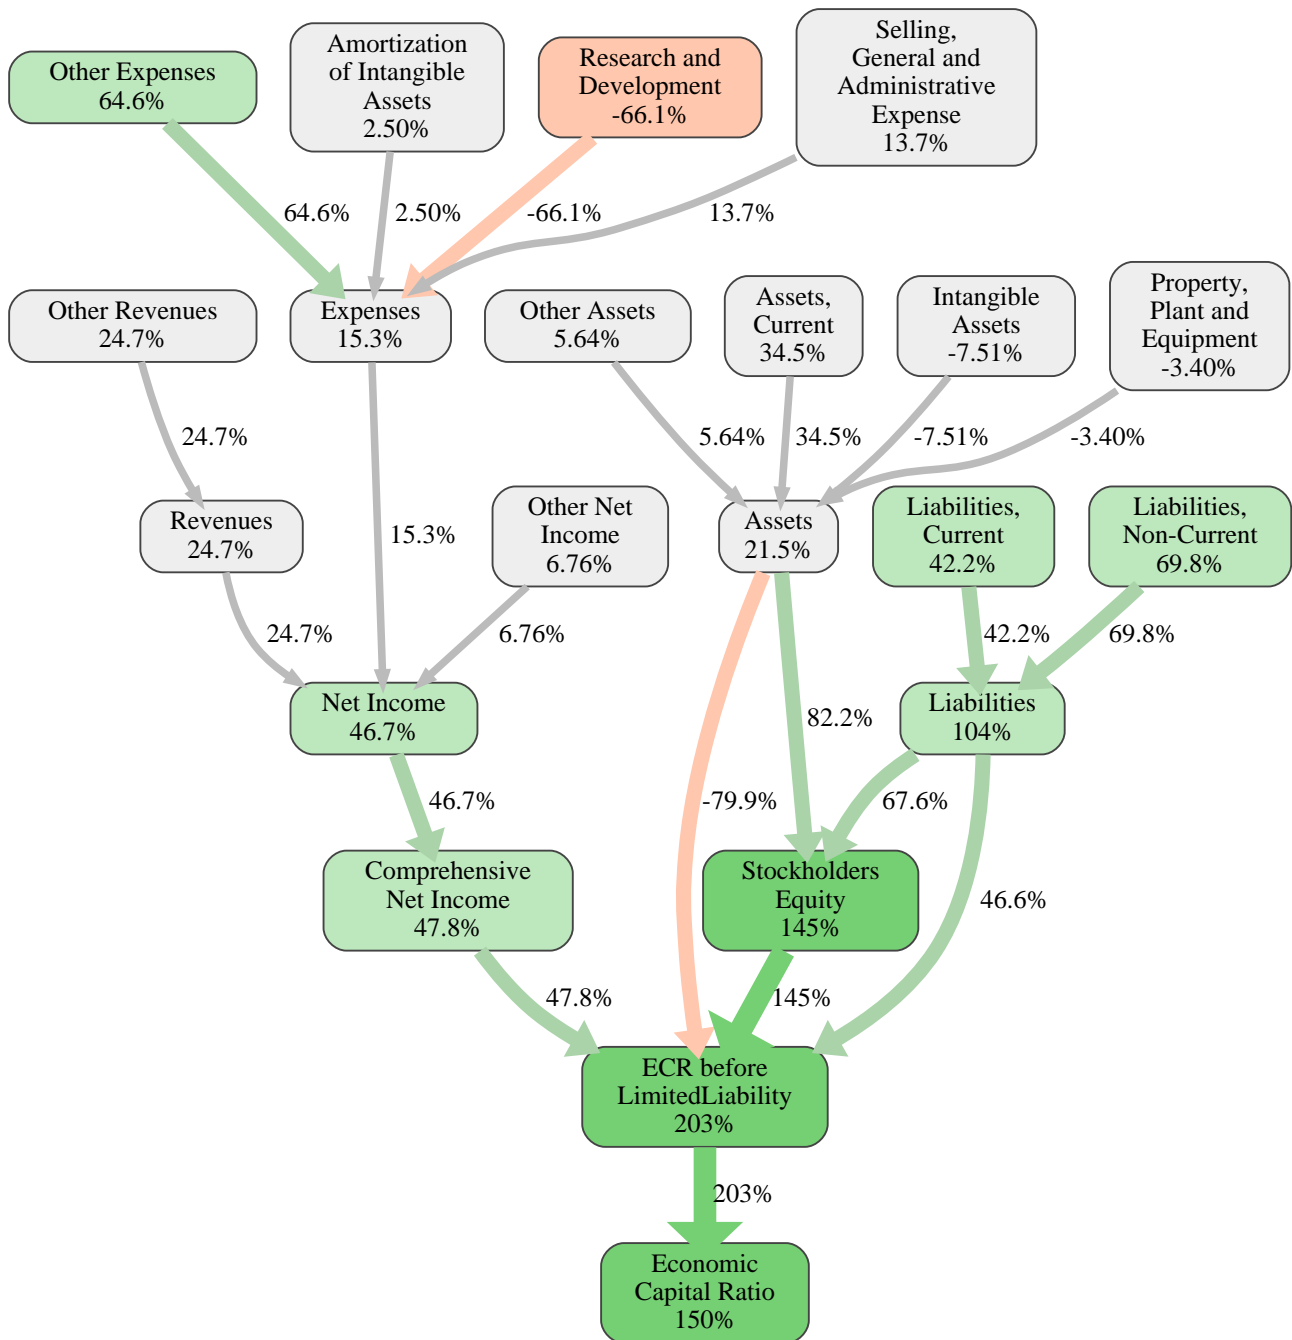 Other Expenses
64.6%
Amortization
of Intangible
Assets
2.50%
Research and
Development
-66.1%
Selling,
General and
Administrative
Expense
13.7%
64.6%
2.50%
-66.1%
13.7%
Other Revenues
24.7%
Expenses
15.3%
Other Assets
5.64%
Assets,
Current
34.5%
Intangible
Assets
-7.51%
Property,
Plant and
Equipment
-3.40%
24.7%
5.64%
34.5%
-7.51%
-3.40%
Revenues
24.7%
15.3%
Other Net
Income
6.76%
Assets
21.5%
Liabilities,
Current
42.2%
Liabilities,
Non-Current
69.8%
24.7%
6.76%
42.2%
69.8%
Net Income
46.7%
82.2%
Liabilities
104%
46.7%
-79.9%
67.6%
Comprehensive
Net Income
47.8%
Stockholders
Equity
145%
46.6%
47.8%
145%
ECR before
LimitedLiability
203%
203%
Economic
Capital Ratio
150%